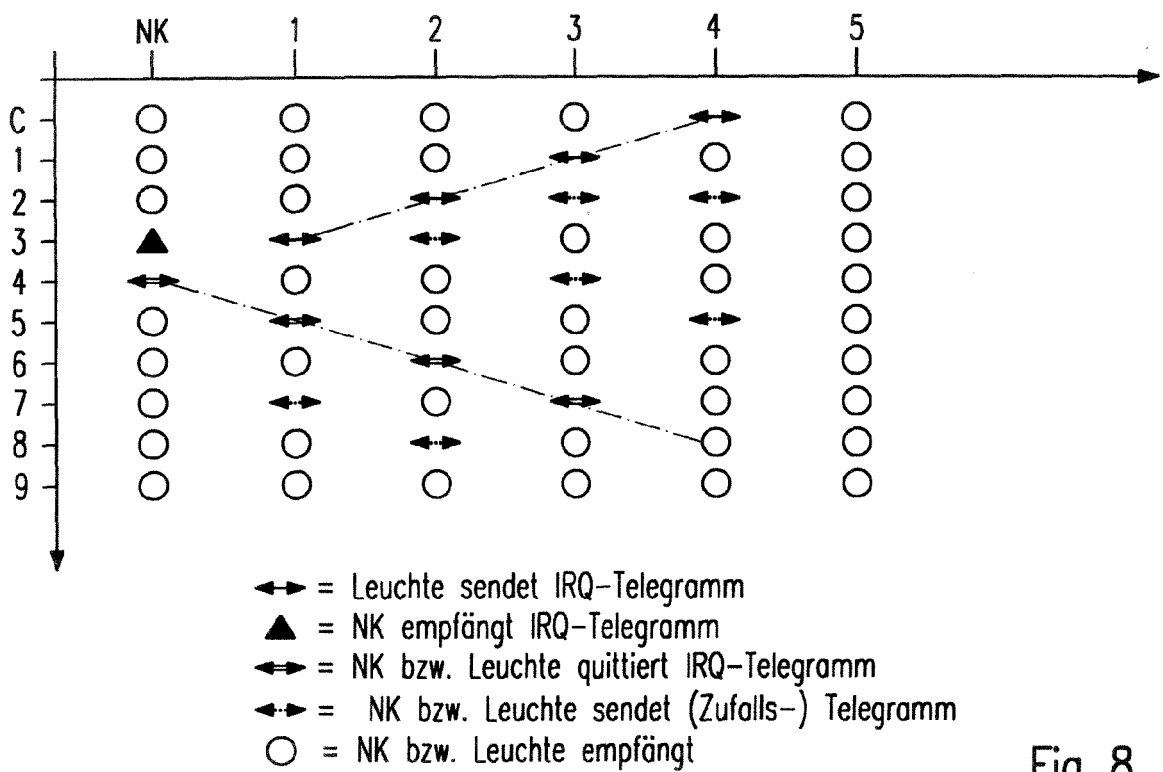 NK 1 2 3 4 5
C
1
2
3
4
5
6
7
8
9
= Leuchte sendet IRQ-Telegramm
= NK empfängt IRQ-Telegramm
= NK bzw. Leuchte quittiert IRQ-Telegramm
= NK bzw. Leuchte sendet (Zufalls-) Telegramm
= NK bzw. Leuchte empfängt
Fig. 8